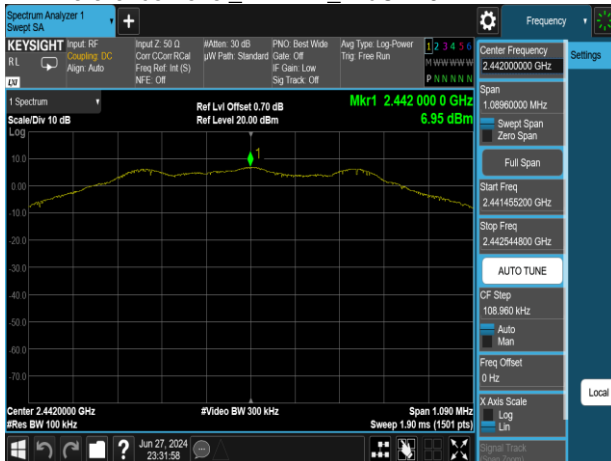 Spectrum Analyzer 1
Swept SA
+
Frequency
KEYSIGHT
RL
LXI
Input: RF
Coupling: DC
Align: Auto
Input Z: 50 Ω
Corr CCorr RCal
Freq Ref: Int (S)
NFE: Off
#Atten: 30 dB
µW Path: Standard
PNO: Best Wide
Gate: Off
IF Gain: Low
Sig Track: Off
Avg Type: Log-Power
Trig: Free Run
1 2 3 4 5 6
M W W W W W
P N N N N N
Center Frequency
2.442000000 GHz
Settings
Span
1.08960000 MHz
Swept Span
Zero Span
Full Span
Start Freq
2.441455200 GHz
Stop Freq
2.442544800 GHz
AUTO TUNE
CF Step
108.960 kHz
Auto
Man
Freq Offset
0 Hz
X Axis Scale
Log
Lin
Local
Signal Track
(Span Zoom)
1 Spectrum
Scale/Div 10 dB
Ref Lvl Offset 0.70 dB
Ref Level 20.00 dBm
Mkr1 2.442 000 0 GHz
6.95 dBm
Log
1
10.0
0.00
-10.0
-20.0
-30.0
-40.0
-50.0
-60.0
-70.0
Center 2.4420000 GHz
#Res BW 100 kHz
#Video BW 300 kHz
Span 1.090 MHz
Sweep 1.90 ms (1501 pts)
?
Jun 27, 2024
23:31:58